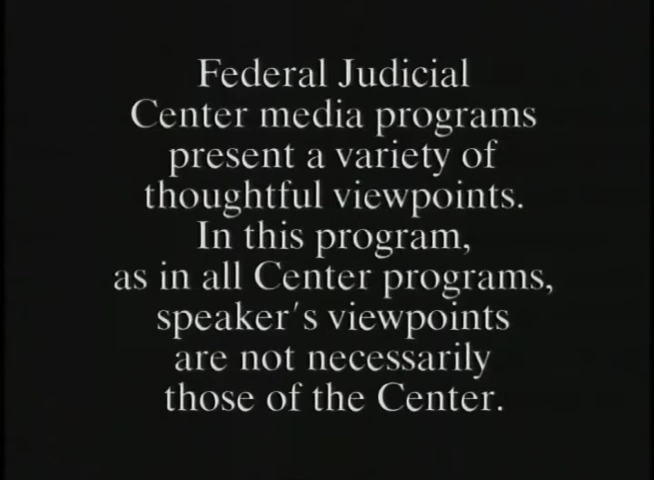 Federal Judicial
Center media programs
present a variety of
thoughtful viewpoints.
In this program,
as in all Center programs,
speaker's viewpoints
are not necessarily
those of the Center.